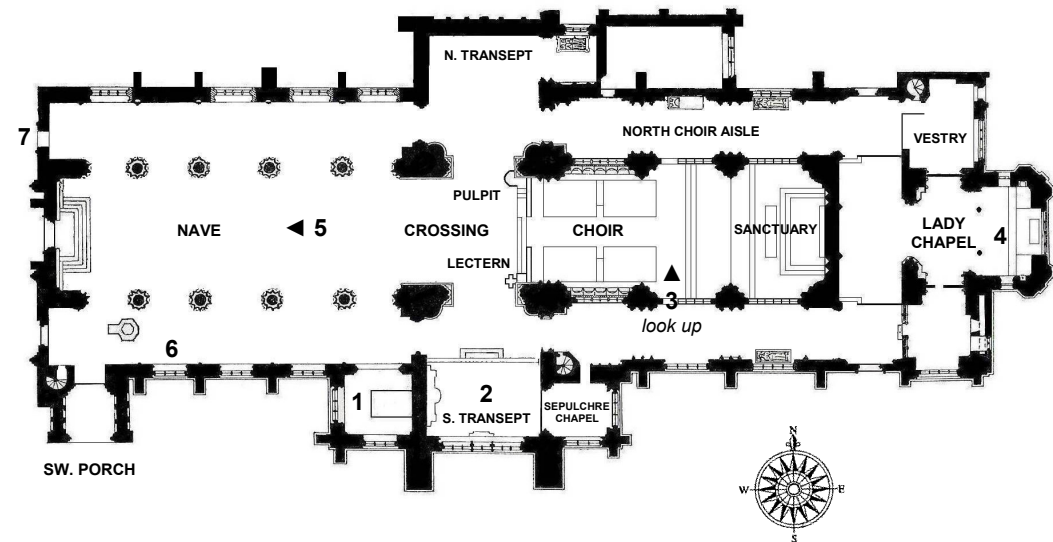 N. TRANSEPT
7
NORTH CHOIR AISLE
VESTRY
PULPIT
NAVE
5
CROSSING
CHOIR
SANCTUARY
LADY
CHAPEL
4
LECTERN
3
look up
6
1
2
S. TRANSEPT
SEPULCHRE
CHAPEL
SW. PORCH
N
W
E
S